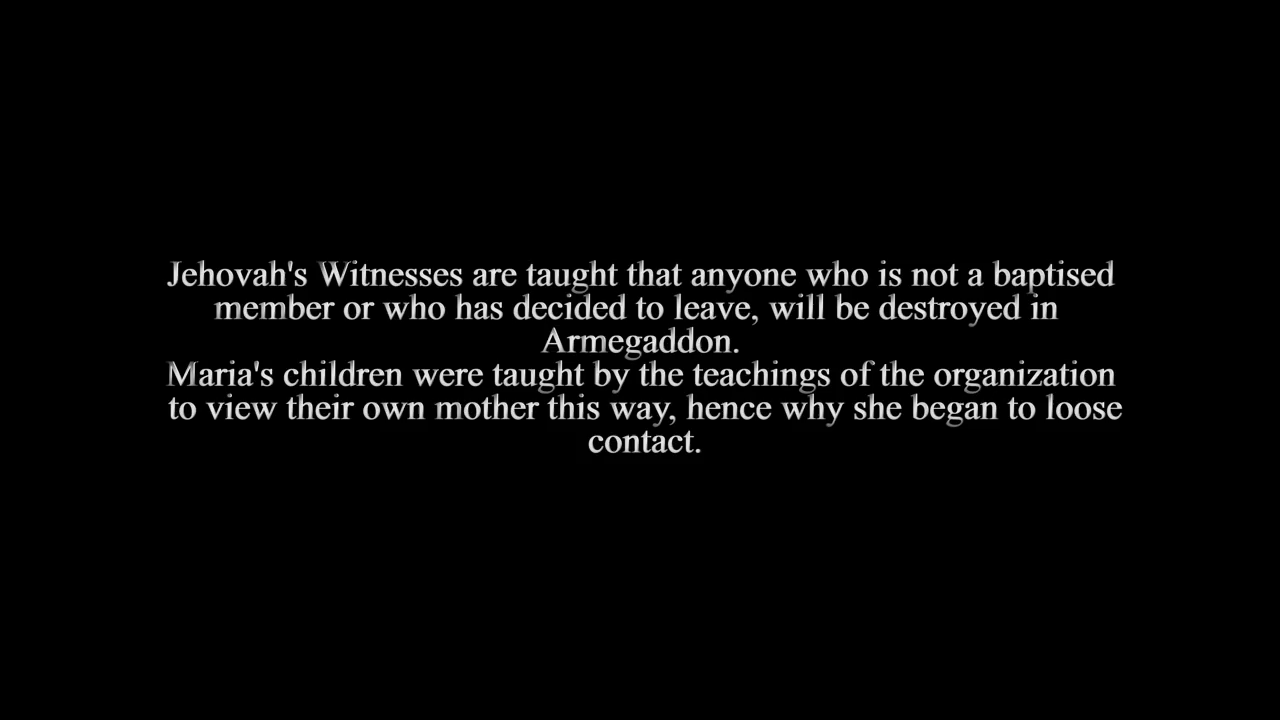 Jehovah's Witnesses are taught that anyone who is not a baptised
member or who has decided to leave, will be destroyed in
Armegaddon.
Maria's children were taught by the teachings of the organization
to view their own mother this way, hence why she began to loose
contact.